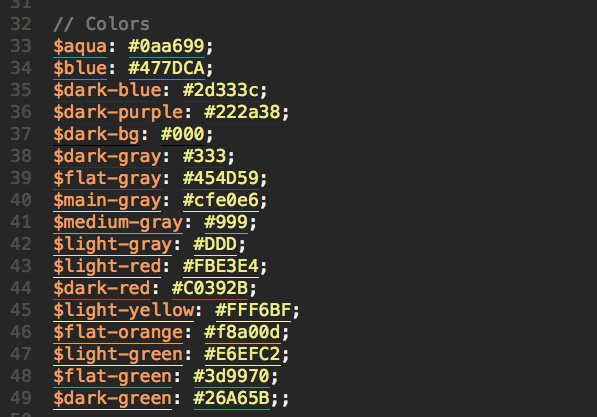 31
32 // Colors
33 $aqua: #0aa699;
34 $blue: #477DCA;
35 $dark-blue: #2d333c;
36 $dark-purple: #222a38;
37 $dark-bg: #000;
38 $dark-gray: #333;
39 $flat-gray: #454D59;
40 $main-gray: #cfe0e6;
41 $medium-gray: #999;
42 $light-gray: #DDD;
43 $light-red: #FBE3E4;
44 $dark-red: #C0392B;
45 $light-yellow: #FFF6BF;
46 $flat-orange: #f8a00d;
47 $light-green: #E6EFC2;
48 $flat-green: #3d9970;
49 $dark-green: #26A65B;;